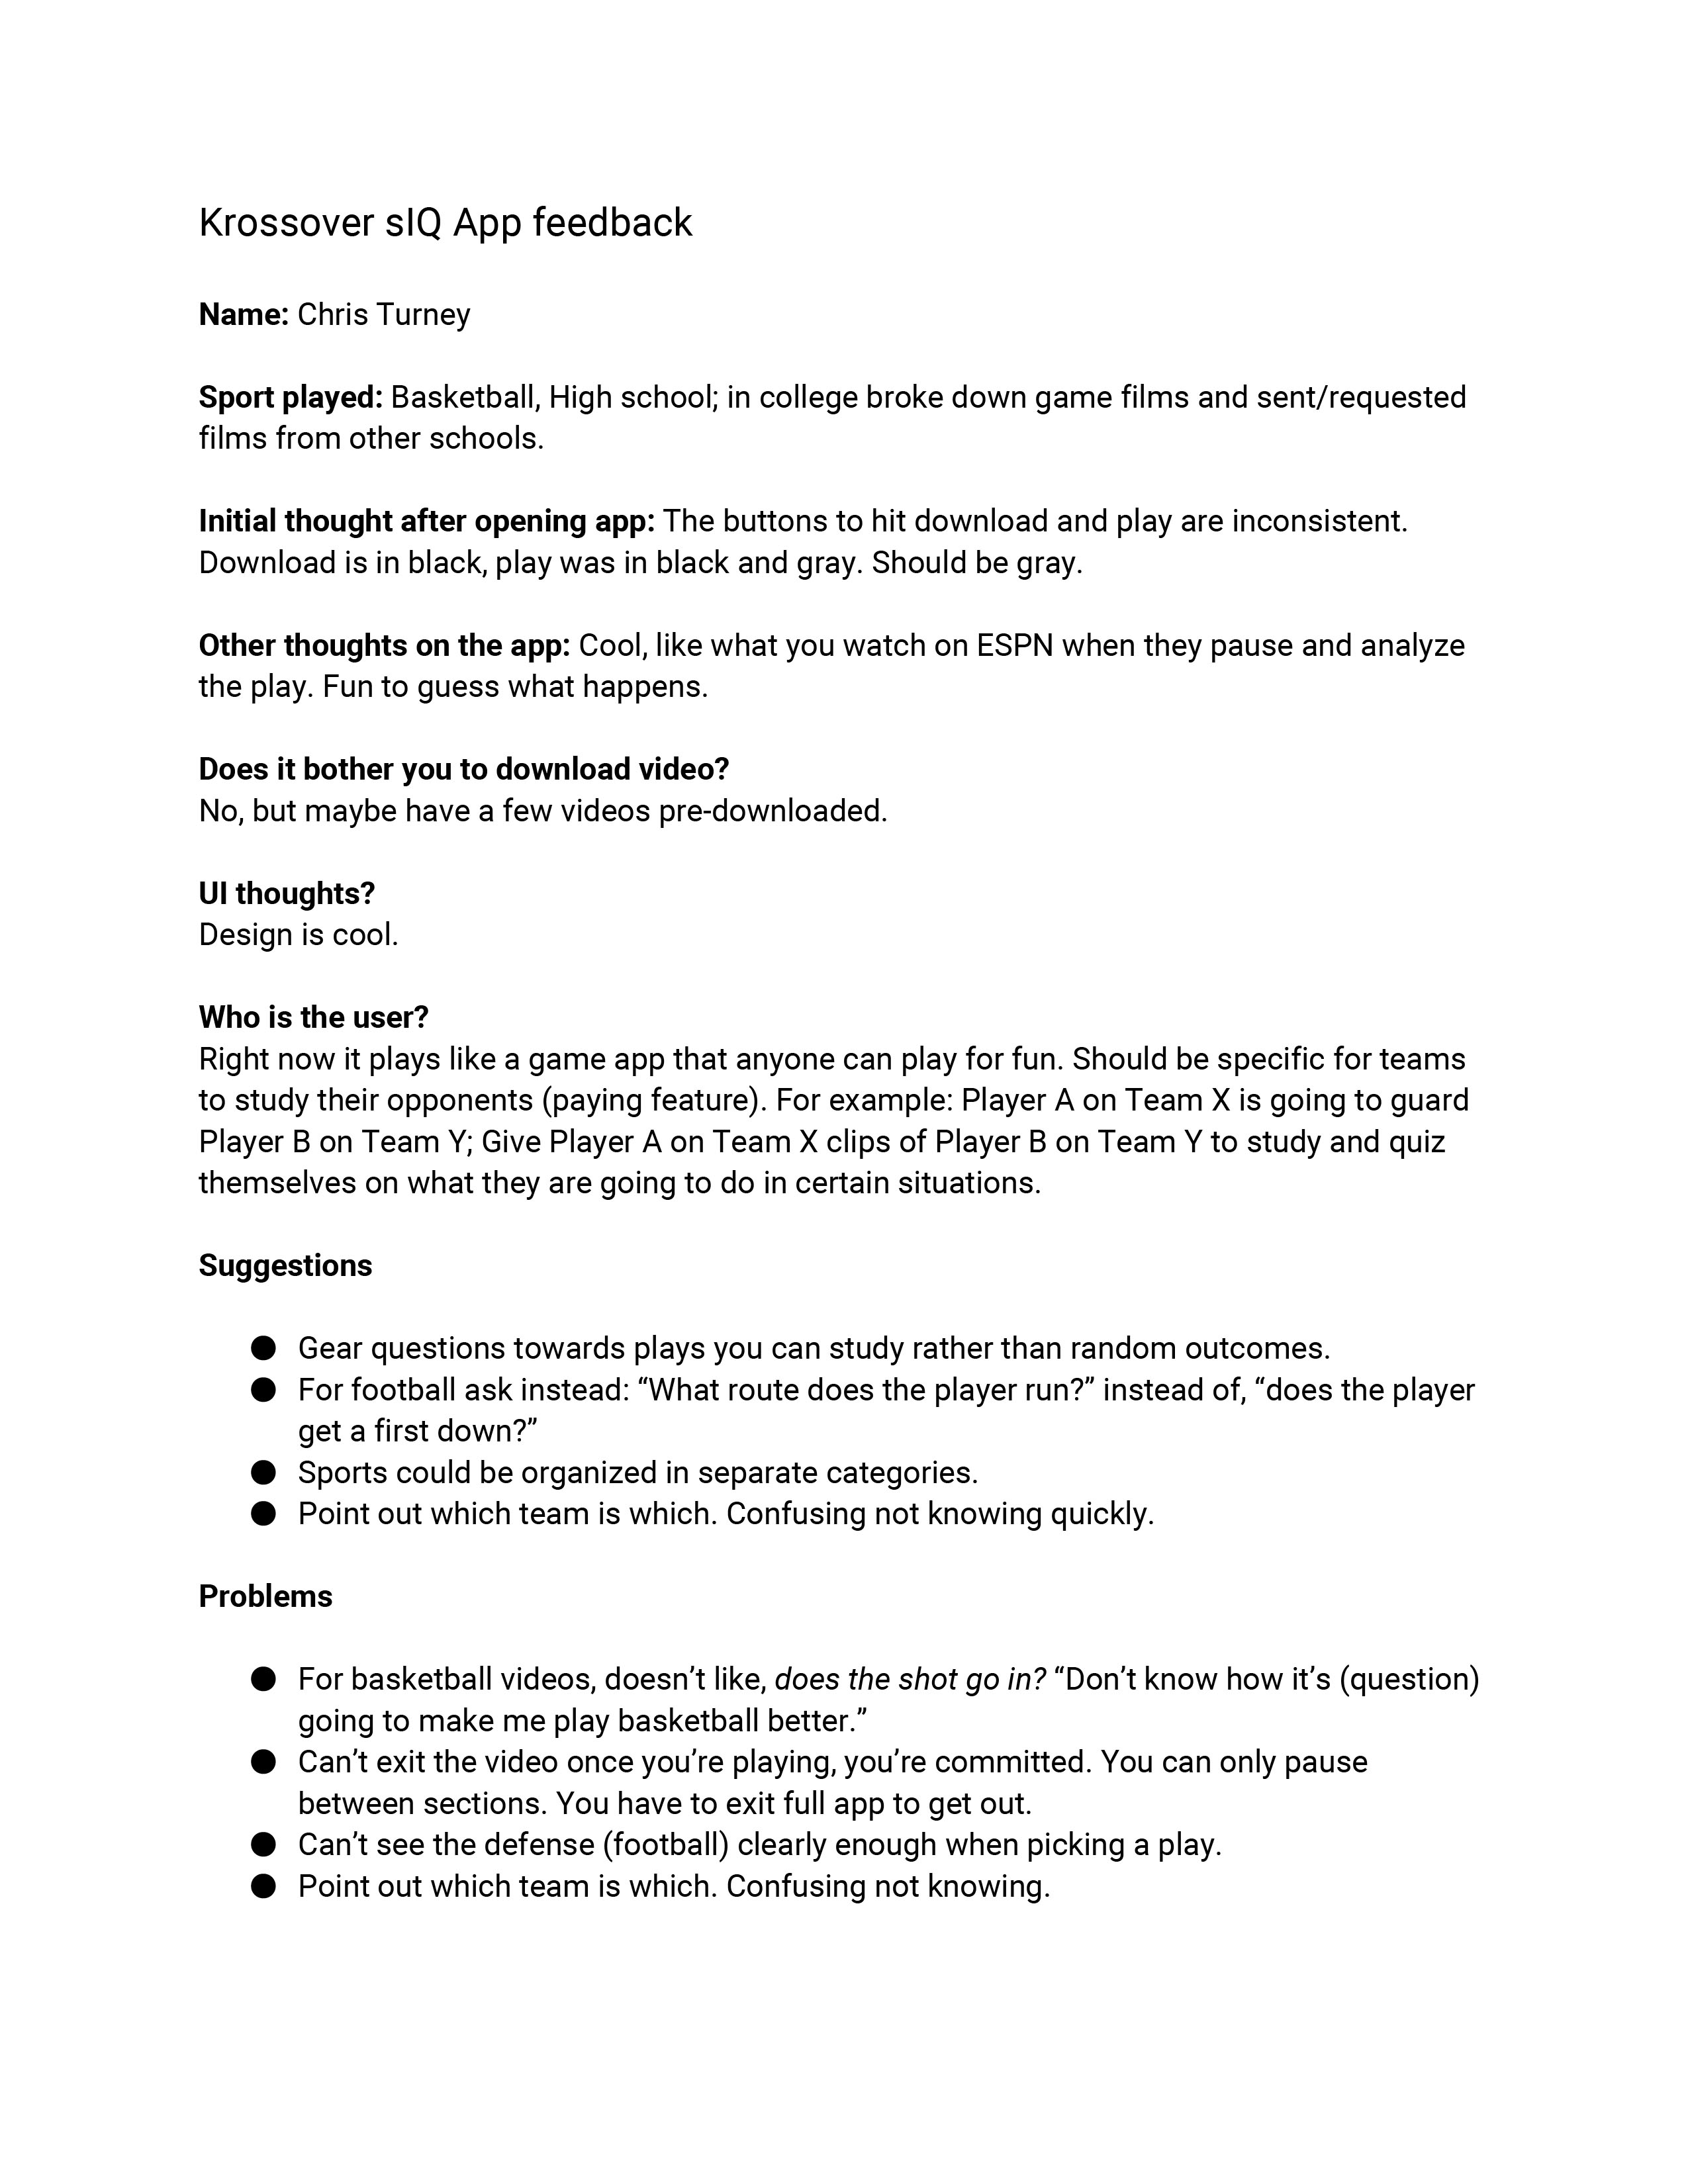 Krossover sIQ App feedback
Name: Chris Turney
Sport played: Basketball, High school; in college broke down game films and sent/requested
films from other schools.
Initial thought after opening app: The buttons to hit download and play are inconsistent.
Download is in black, play was in black and gray. Should be gray.
Other thoughts on the app: Cool, like what you watch on ESPN when they pause and analyze
the play. Fun to guess what happens.
Does it bother you to download video?
No, but maybe have a few videos pre-downloaded.
UI thoughts?
Design is cool.
Who is the user?
Right now it plays like a game app that anyone can play for fun. Should be specific for teams
to study their opponents (paying feature). For example: Player A on Team X is going to guard
Player B on Team Y; Give Player A on Team X clips of Player B on Team Y to study and quiz
themselves on what they are going to do in certain situations.
Suggestions
● Gear questions towards plays you can study rather than random outcomes.
● For football ask instead: “What route does the player run?” instead of, “does the player
get a first down?”
● Sports could be organized in separate categories.
● Point out which team is which. Confusing not knowing quickly.
Problems
● For basketball videos, doesn’t like, does the shot go in? “Don’t know how it’s (question)
going to make me play basketball better.”
● Can’t exit the video once you’re playing, you’re committed. You can only pause
between sections. You have to exit full app to get out.
● Can’t see the defense (football) clearly enough when picking a play.
● Point out which team is which. Confusing not knowing.